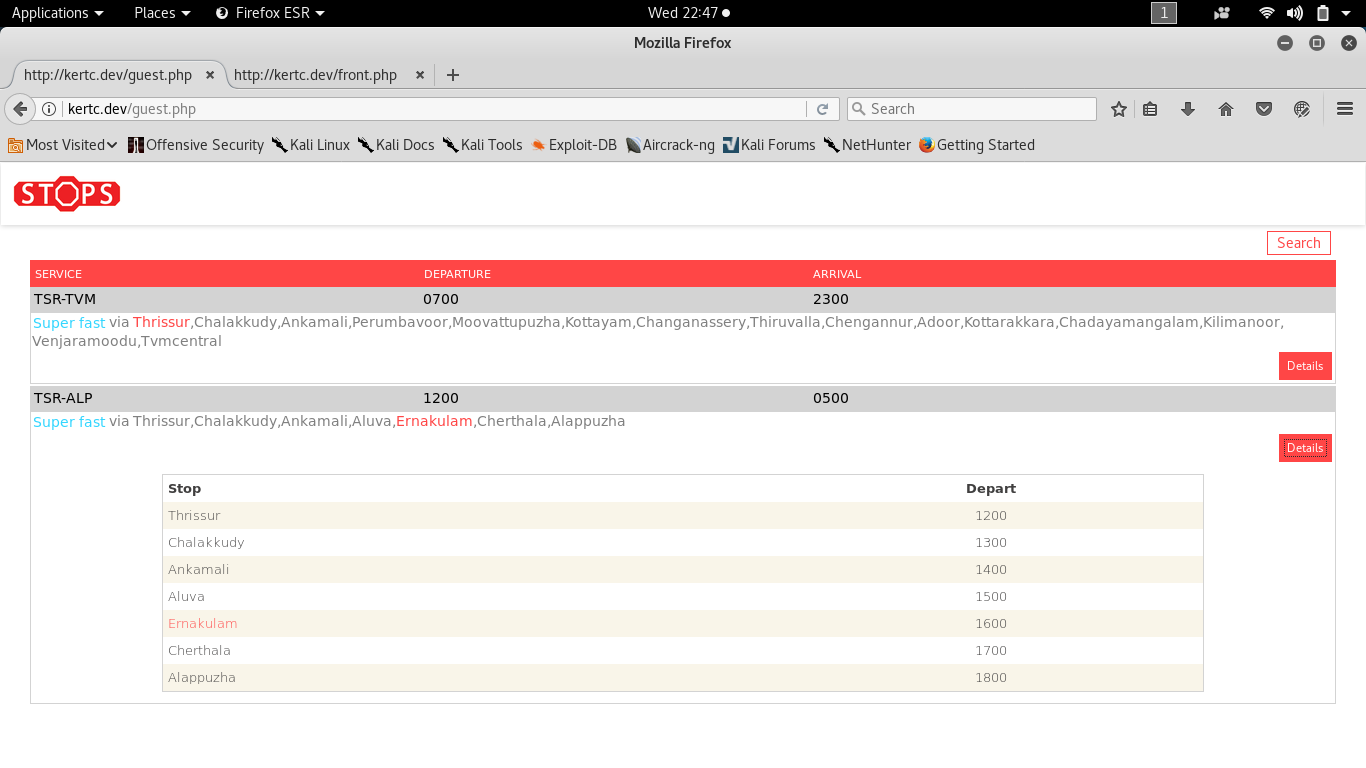 Applications Places Firefox ESR Wed 22:47 1
Mozilla Firefox
http://kertc.dev/guest.php http://kertc.dev/front.php
kertc.dev/guest.php Search
Most Visited Offensive Security Kali Linux Kali Docs Kali Tools Exploit-DB Aircrack-ng Kali Forums NetHunter Getting Started
STOPS
Search
SERVICE DEPARTURE ARRIVAL
TSR-TVM 0700 2300
Super fast via Thrissur,Chalakkudy,Ankamali,Perumbavoor,Moovattupuzha,Kottayam,Changanassery,Thiruvalla,Chengannur,Adoor,Kottarakkara,Chadayamangalam,Kilimanoor,
Venjaramoodu,Tvmcentral
Details
TSR-ALP 1200 0500
Super fast via Thrissur,Chalakkudy,Ankamali,Aluva,Ernakulam,Cherthala,Alappuzha
Details
Stop Depart
Thrissur 1200
Chalakkudy 1300
Ankamali 1400
Aluva 1500
Ernakulam 1600
Cherthala 1700
Alappuzha 1800